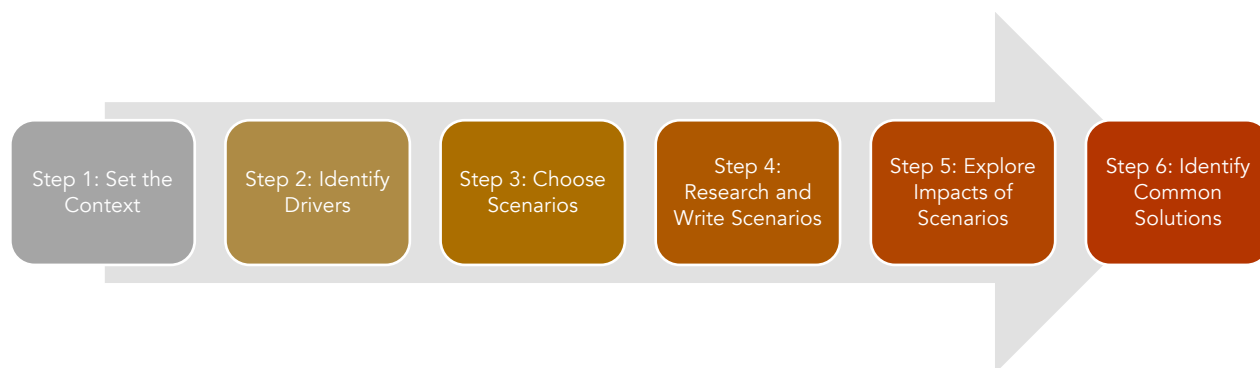 Step 1: Set the
Context
Step 2: Identify
Drivers
Step 3: Choose
Scenarios
Step 4:
Research and
Write Scenarios
Step 5: Explore
Impacts of
Scenarios
Step 6: Identify
Common
Solutions